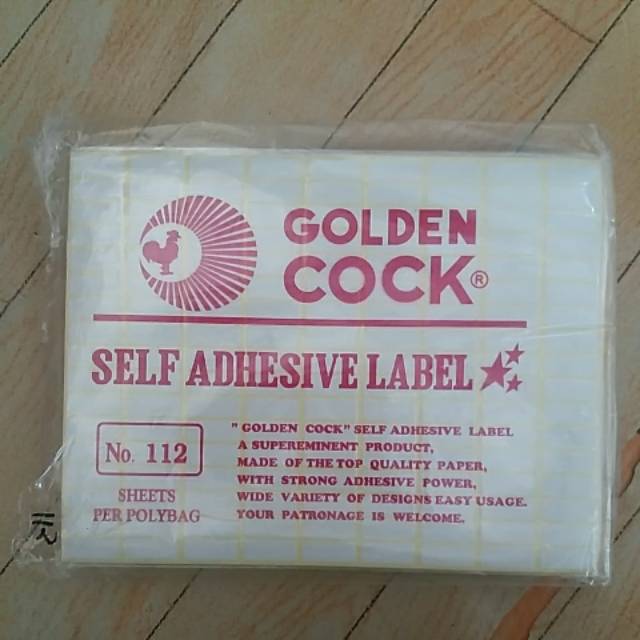 GOLDEN
COCK®
SELF ADHESIVE LABEL
No. 112
SHEETS
PER POLYBAG
"GOLDEN COCK" SELF ADHESIVE LABEL
A SUPEREMINENT PRODUCT,
MADE OF THE TOP QUALITY PAPER,
WITH STRONG ADHESIVE POWER,
WIDE VARIETY OF DESIGNS EASY USAGE.
YOUR PATRONAGE IS WELCOME.